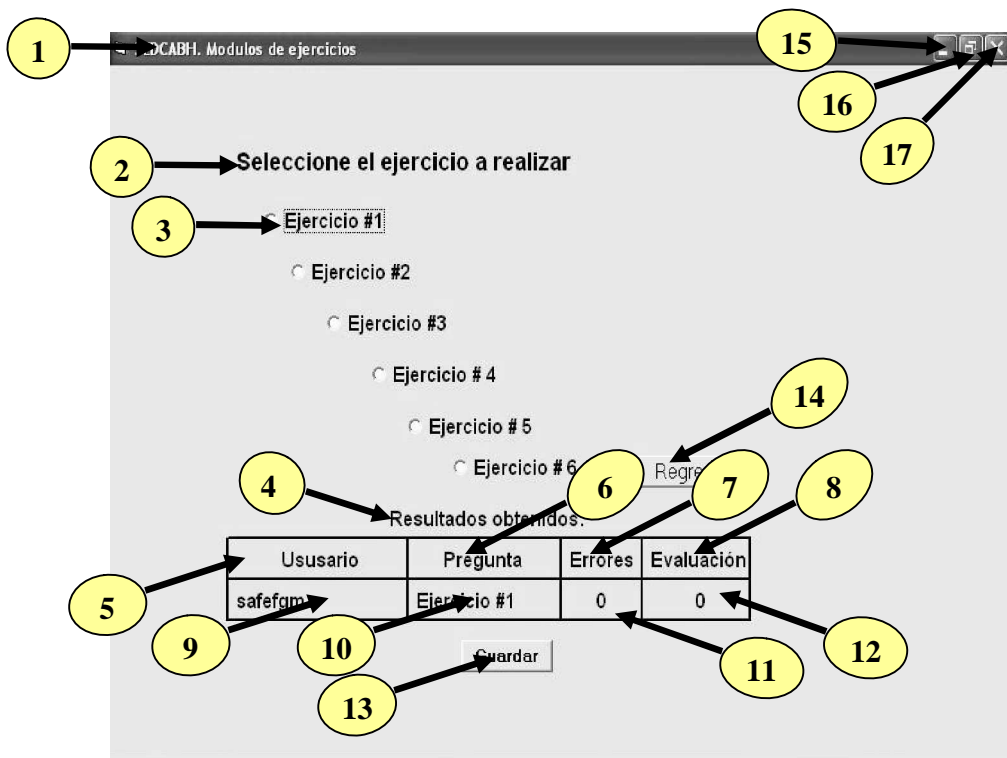 1
EDCABH. Modulos de ejercicios
15
16
17
2
Seleccione el ejercicio a realizar
3
Ejercicio #1
Ejercicio #2
Ejercicio #3
Ejercicio # 4
14
Ejercicio # 5
Ejercicio # 6
4
6
7
8
Resultados obtenidos:
5
Ususario Pregunta Errores Evaluación
safefgm Ejercicio #1 0 0
9
10
11
12
Guardar
13